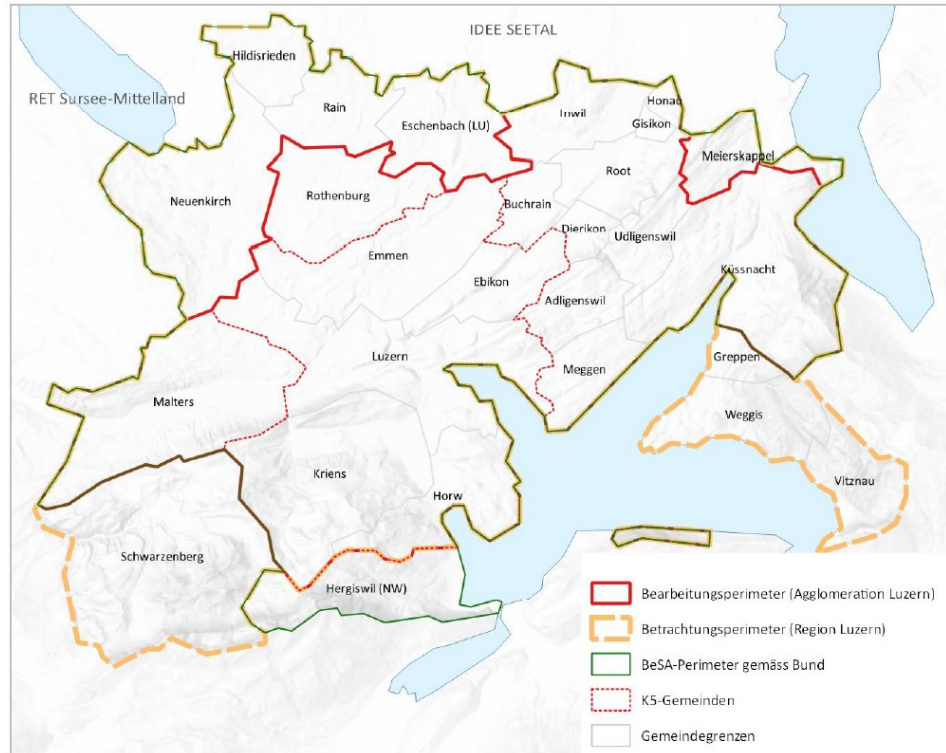 IDEE SEETAL
Hildisrieden
RET Sursee-Mittelland
Rain
Eschenbach (LU)
Inwil
Honau
Gisikon
Meierskappel
Root
Neuenkirch
Rothenburg
Buchrain
Dierikon
Udligenswil
Emmen
Ebikon
Küssnacht
Adligenswil
Luzern
Greppen
Meggen
Malters
Weggis
Kriens
Vitznau
Horw
Schwarzenberg
Hergiswil (NW)
Bearbeitungsperimeter (Agglomeration Luzern)
Betrachtungsperimeter (Region Luzern)
BeSA-Perimeter gemäss Bund
K5-Gemeinden
Gemeindegrenzen